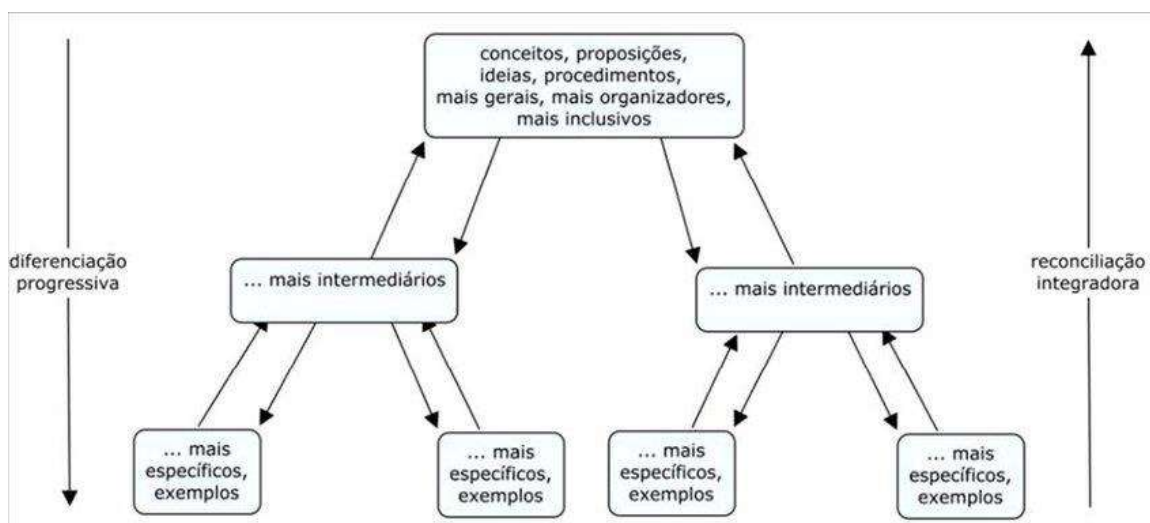 conceitos, proposições,
ideias, procedimentos,
mais gerais, mais organizadores,
mais inclusivos
diferenciação
progressiva
... mais intermediários
... mais intermediários
reconciliação
integradora
... mais
específicos,
exemplos
... mais
específicos,
exemplos
... mais
específicos,
exemplos
... mais
específicos,
exemplos